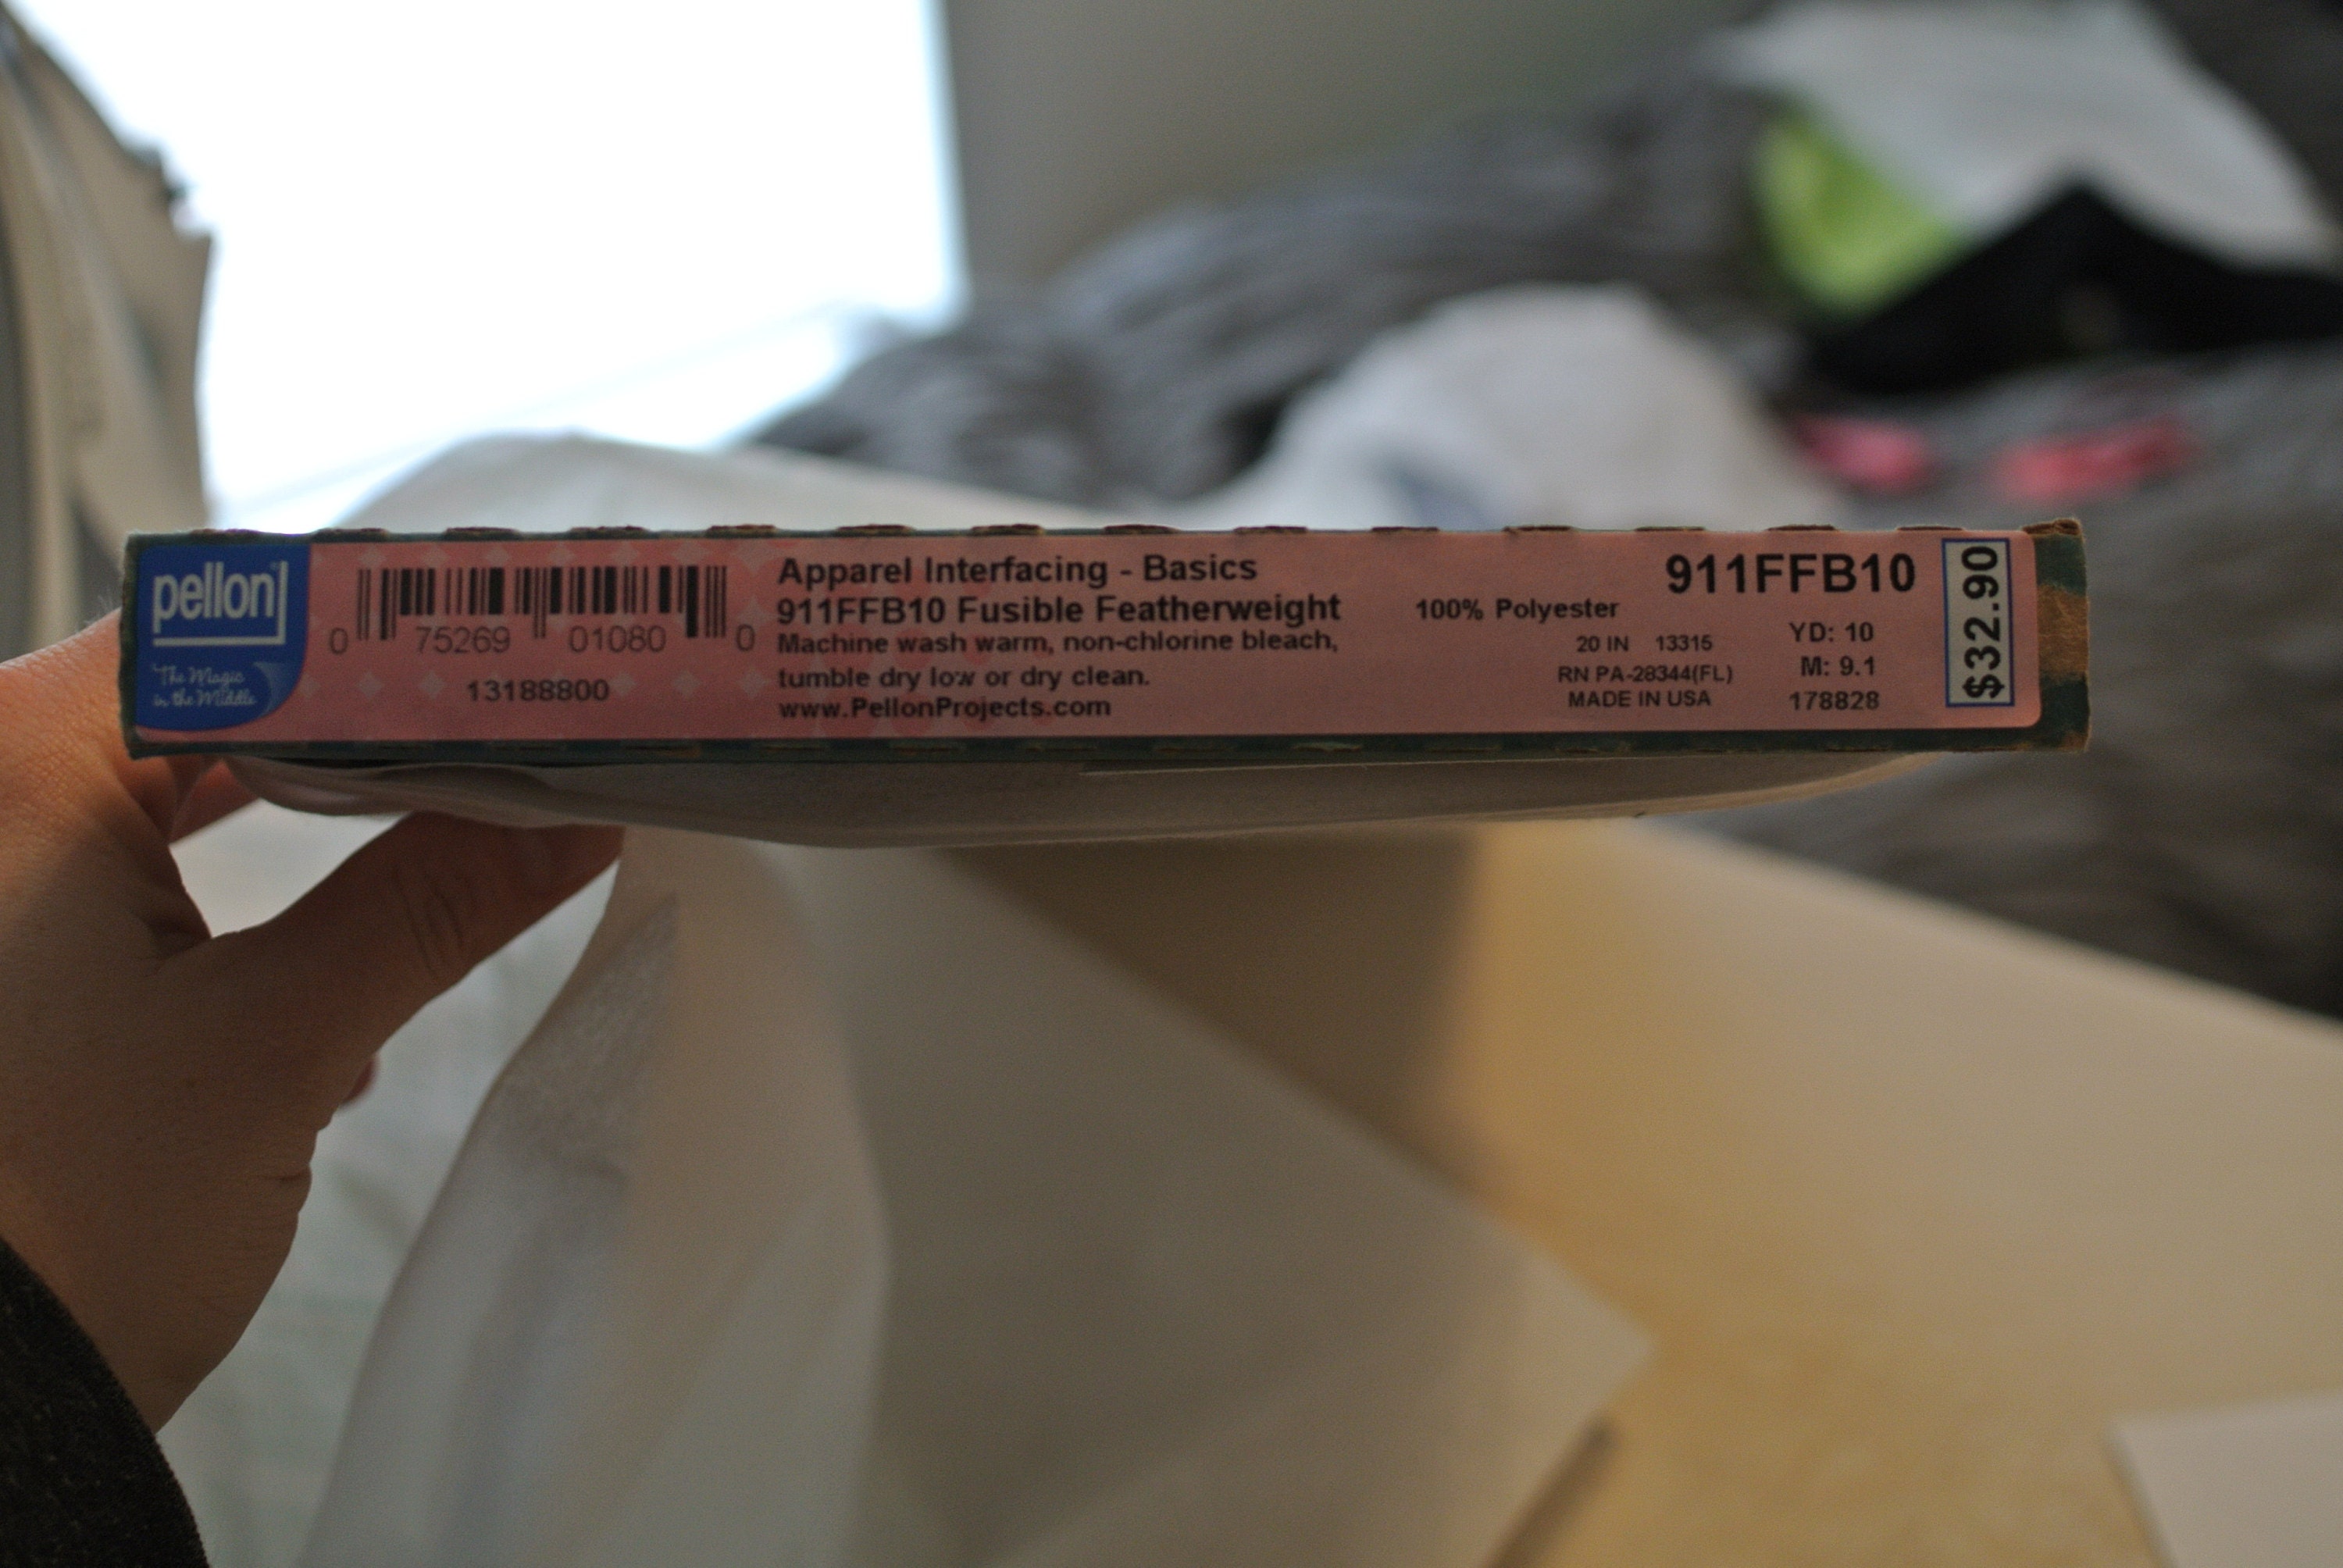 pellon
The Magic
in the Middle
0 75269 01080 0
13188800
Apparel Interfacing - Basics
911FFB10 Fusible Featherweight
Machine wash warm, non-chlorine bleach,
tumble dry low or dry clean.
www.PellonProjects.com
100% Polyester
20 IN 13315
RN PA-28344(FL)
MADE IN USA
911FFB10
YD: 10
M: 9.1
178828
$32.90